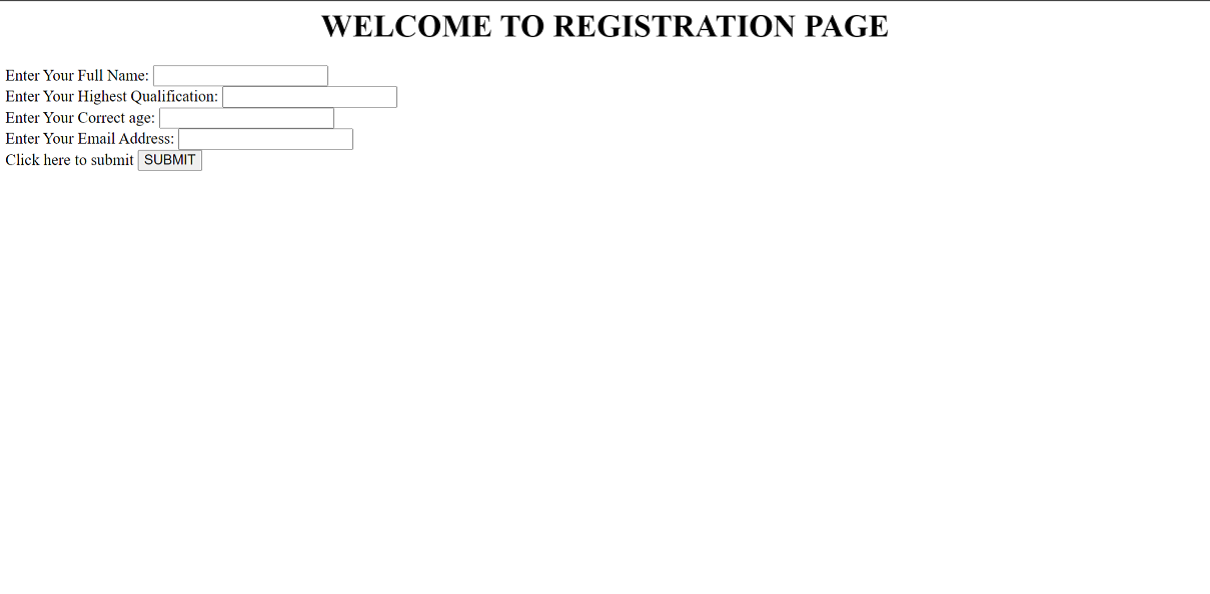 WELCOME TO REGISTRATION PAGE
Enter Your Full Name:
Enter Your Highest Qualification:
Enter Your Correct age:
Enter Your Email Address:
Click here to submit SUBMIT